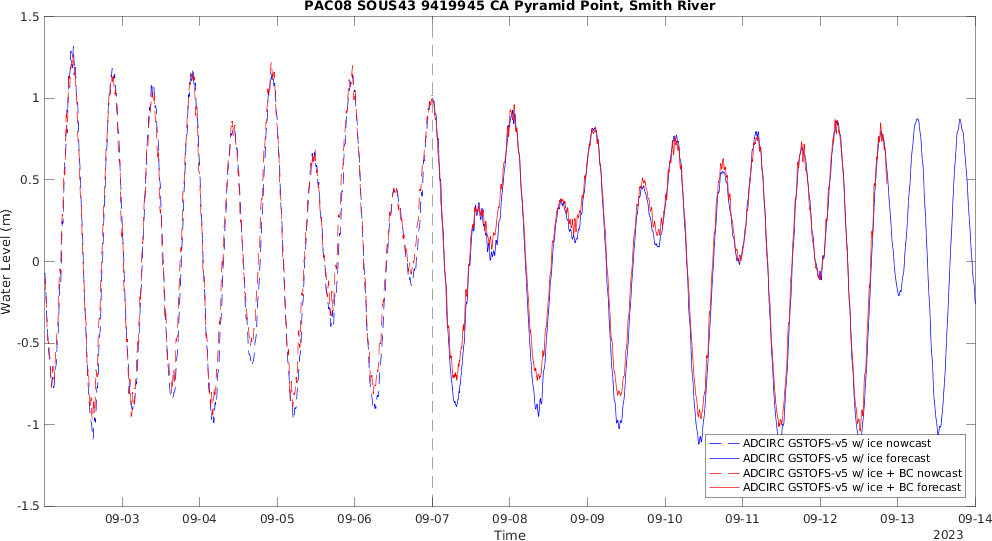 PAC08 SOUS43 9419945 CA Pyramid Point, Smith River
1.5
1
0.5
0
-0.5
-1
-1.5
Water Level (m)
09-03 09-04 09-05 09-06 09-07 09-08 09-09 09-10 09-11 09-12 09-13 09-14
Time
2023
ADCIRC GSTOFS-v5 w/ ice nowcast
ADCIRC GSTOFS-v5 w/ ice forecast
ADCIRC GSTOFS-v5 w/ ice + BC nowcast
ADCIRC GSTOFS-v5 w/ ice + BC forecast